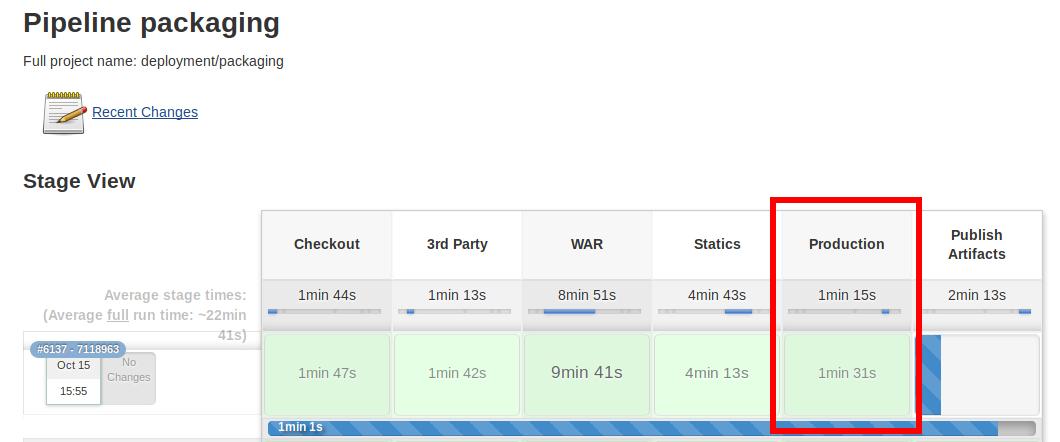 Pipeline packaging
Full project name: deployment/packaging
Recent Changes
Stage View
Checkout
3rd Party
WAR
Statics
Production
Publish
Artifacts
Average stage times:
(Average full run time: ~22min
41s)
1min 44s
1min 13s
8min 51s
4min 43s
1min 15s
2min 13s
#6137 - 7118963
Oct 15
15:55
No
Changes
1min 47s
1min 42s
9min 41s
4min 13s
1min 31s
1min 1s